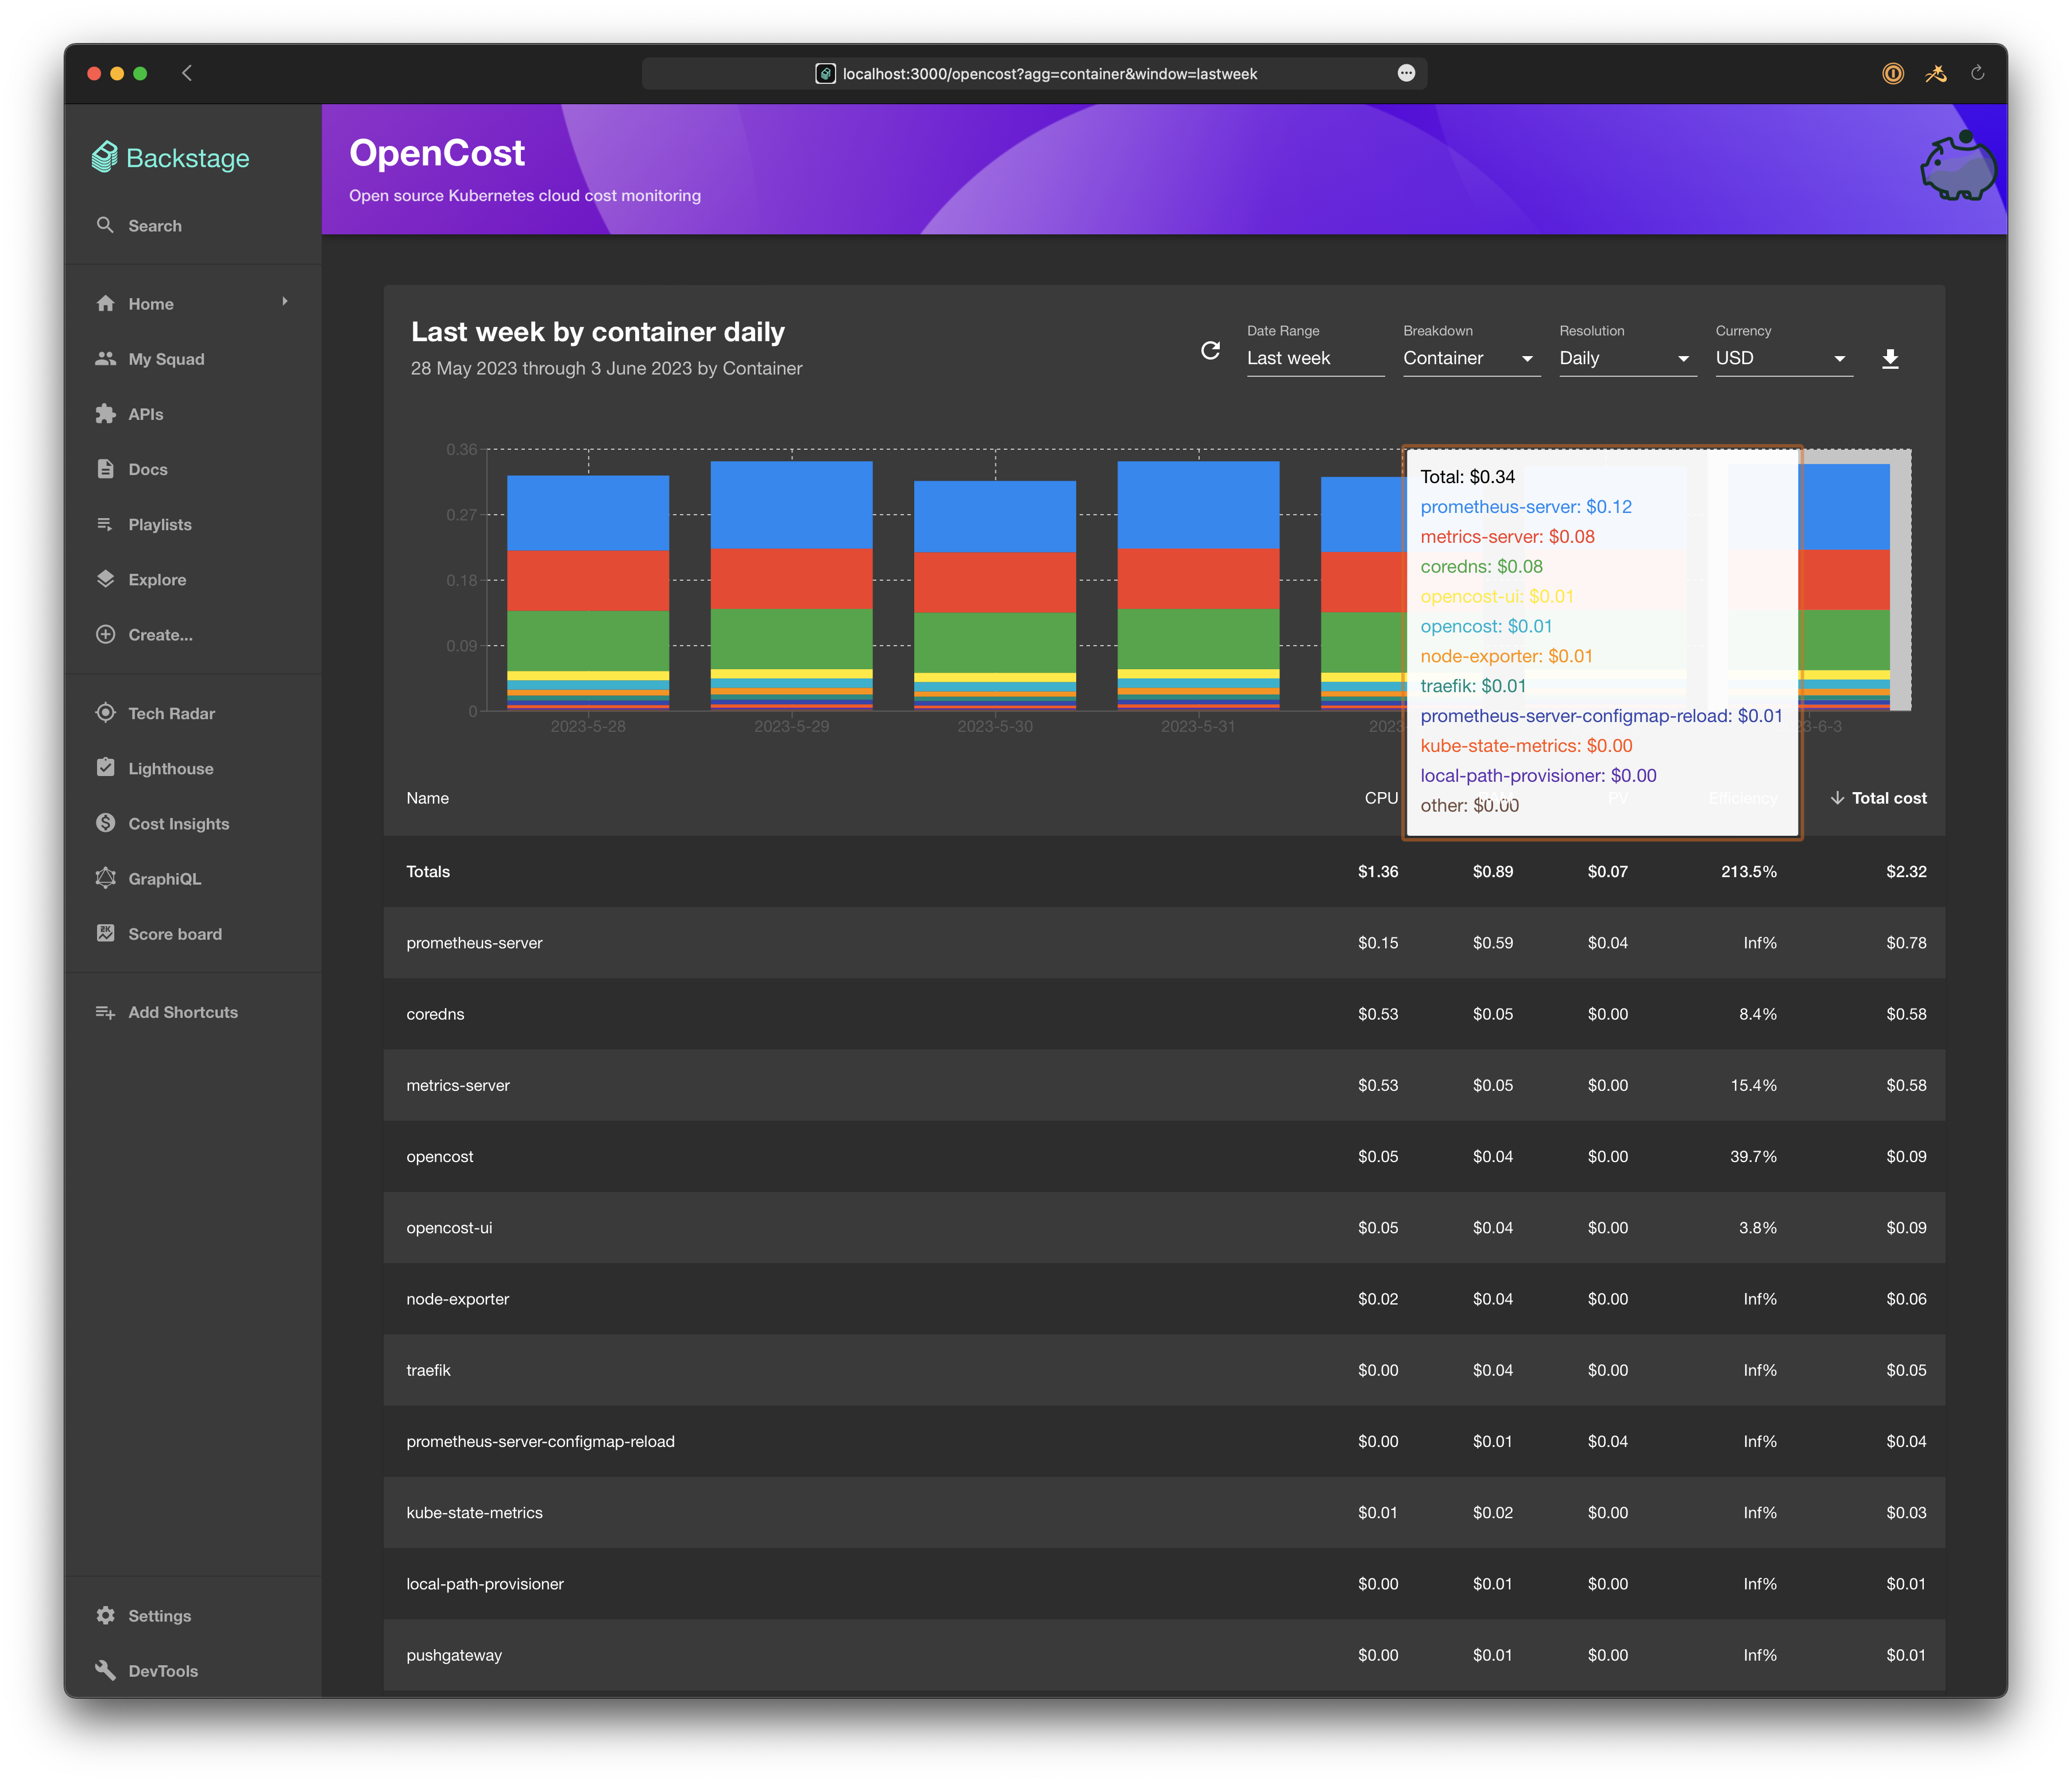 localhost:3000/opencost?agg=container&window=lastweek
Backstage
Search
Home
My Squad
APIs
Docs
Playlists
Explore
Create...
Tech Radar
Lighthouse
Cost Insights
GraphiQL
Score board
Add Shortcuts
Settings
DevTools
OpenCost
Open source Kubernetes cloud cost monitoring
Last week by container daily
28 May 2023 through 3 June 2023 by Container
Date Range Breakdown Resolution Currency
Last week Container Daily USD
0.36
0.27
0.18
0.09
0
2023-5-28 2023-5-29 2023-5-30 2023-5-31
Total: $0.34
prometheus-server: $0.12
metrics-server: $0.08
coredns: $0.08
opencost-ui: $0.01
opencost: $0.01
node-exporter: $0.01
traefik: $0.01
prometheus-server-configmap-reload: $0.01
kube-state-metrics: $0.00
local-path-provisioner: $0.00
other: $0.00
Name CPU PV Efficiency Total cost
Totals $1.36 $0.89 $0.07 213.5% $2.32
prometheus-server $0.15 $0.59 $0.04 Inf% $0.78
coredns $0.53 $0.05 $0.00 8.4% $0.58
metrics-server $0.53 $0.05 $0.00 15.4% $0.58
opencost $0.05 $0.04 $0.00 39.7% $0.09
opencost-ui $0.05 $0.04 $0.00 3.8% $0.09
node-exporter $0.02 $0.04 $0.00 Inf% $0.06
traefik $0.00 $0.04 $0.00 Inf% $0.05
prometheus-server-configmap-reload $0.00 $0.01 $0.04 Inf% $0.04
kube-state-metrics $0.01 $0.02 $0.00 Inf% $0.03
local-path-provisioner $0.00 $0.01 $0.00 Inf% $0.01
pushgateway $0.00 $0.01 $0.00 Inf% $0.01